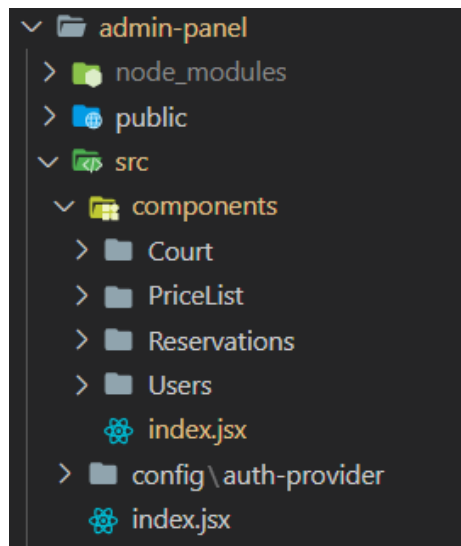 admin-panel
node_modules
public
src
components
Court
PriceList
Reservations
Users
index.jsx
config\auth-provider
index.jsx